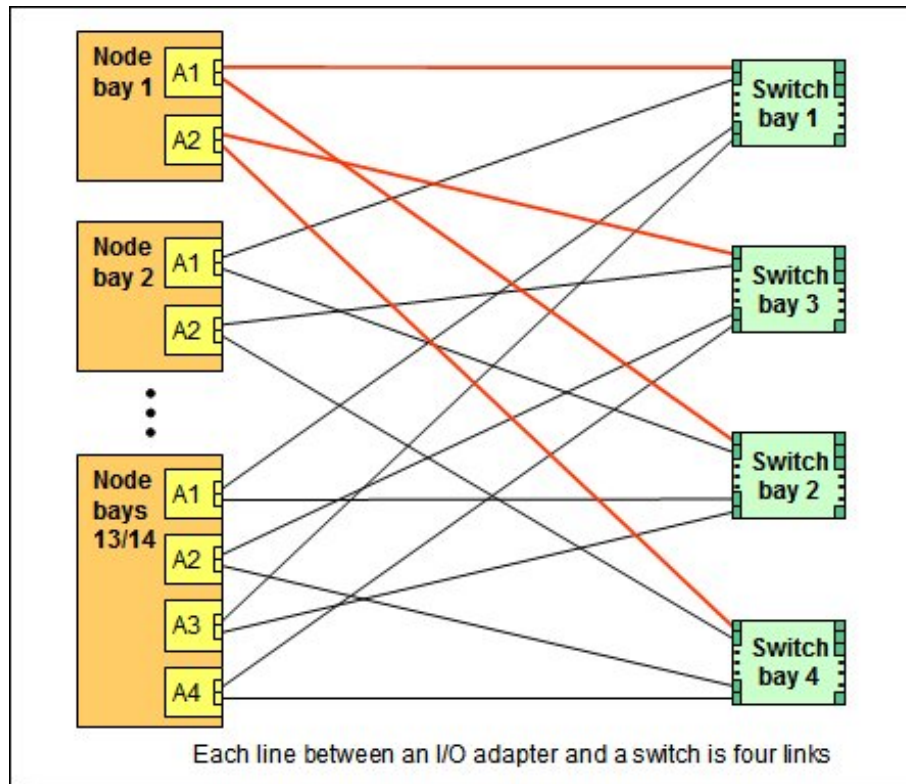 Node
bay 1
A1
A2
Switch
bay 1
Node
bay 2
A1
A2
Switch
bay 3
Node
bays
13/14
A1
A2
A3
A4
Switch
bay 2
Switch
bay 4
Each line between an I/O adapter and a switch is four links